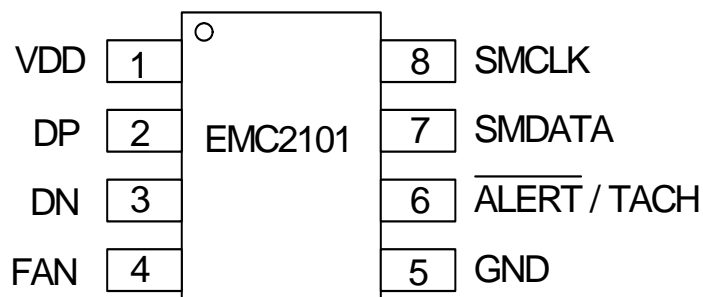 VDD 1 8 SMCLK
DP 2 EMC2101 7 SMDATA
DN 3 6 ALERT / TACH
FAN 4 5 GND